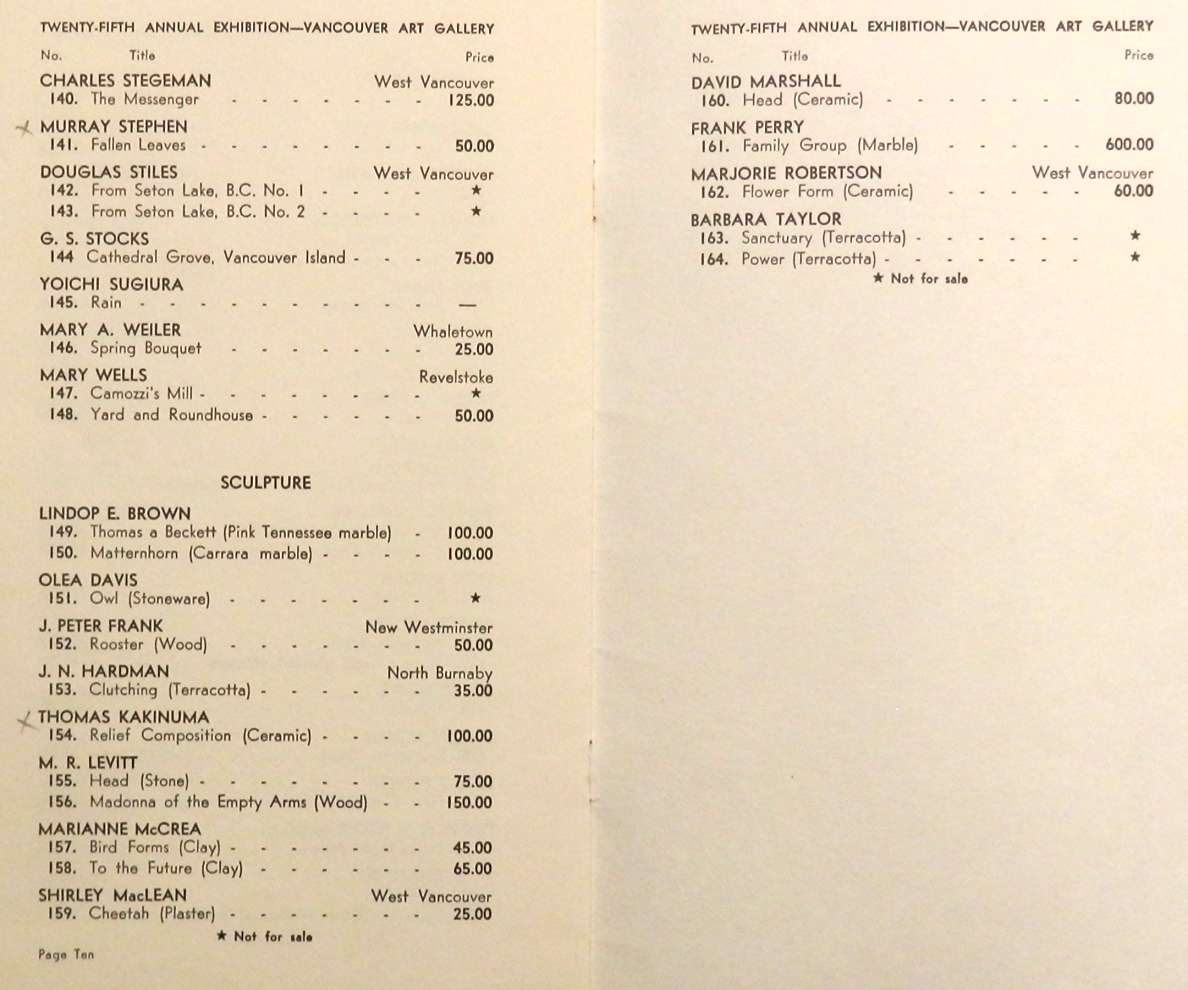 TWENTY-FIFTH ANNUAL EXHIBITION—VANCOUVER ART GALLERY
No. Title Price
CHARLES STEGEMAN West Vancouver
140. The Messenger - - - - - - - 125.00
MURRAY STEPHEN
141. Fallen Leaves - - - - - - - - 50.00
DOUGLAS STILES West Vancouver
142. From Seton Lake, B.C. No. 1 - - - - ★
143. From Seton Lake, B.C. No. 2 - - - - ★
G. S. STOCKS
144 Cathedral Grove, Vancouver Island - - - 75.00
YOICHI SUGIURA
145. Rain - - - - - - - - - - —
MARY A. WEILER Whaletown
146. Spring Bouquet - - - - - - - 25.00
MARY WELLS Revelstoke
147. Camozzi's Mill - - - - - - - - ★
148. Yard and Roundhouse - - - - - - 50.00
SCULPTURE
LINDOP E. BROWN
149. Thomas a Beckett (Pink Tennessee marble) - 100.00
150. Matternhorn (Carrara marble) - - - - 100.00
OLEA DAVIS
151. Owl (Stoneware) - - - - - - - ★
J. PETER FRANK New Westminster
152. Rooster (Wood) - - - - - - - 50.00
J. N. HARDMAN North Burnaby
153. Clutching (Terracotta) - - - - - - 35.00
THOMAS KAKINUMA
154. Relief Composition (Ceramic) - - - - 100.00
M. R. LEVITT
155. Head (Stone) - - - - - - - - 75.00
156. Madonna of the Empty Arms (Wood) - - 150.00
MARIANNE McCREA
157. Bird Forms (Clay) - - - - - - - 45.00
158. To the Future (Clay) - - - - - - 65.00
SHIRLEY MacLEAN West Vancouver
159. Cheetah (Plaster) - - - - - - - 25.00
★ Not for sale
Page Ten
TWENTY-FIFTH ANNUAL EXHIBITION—VANCOUVER ART GALLERY
No. Title Price
DAVID MARSHALL
160. Head (Ceramic) - - - - - - - 80.00
FRANK PERRY
161. Family Group (Marble) - - - - - 600.00
MARJORIE ROBERTSON West Vancouver
162. Flower Form (Ceramic) - - - - - 60.00
BARBARA TAYLOR
163. Sanctuary (Terracotta) - - - - - - ★
164. Power (Terracotta) - - - - - - - ★
★ Not for sale